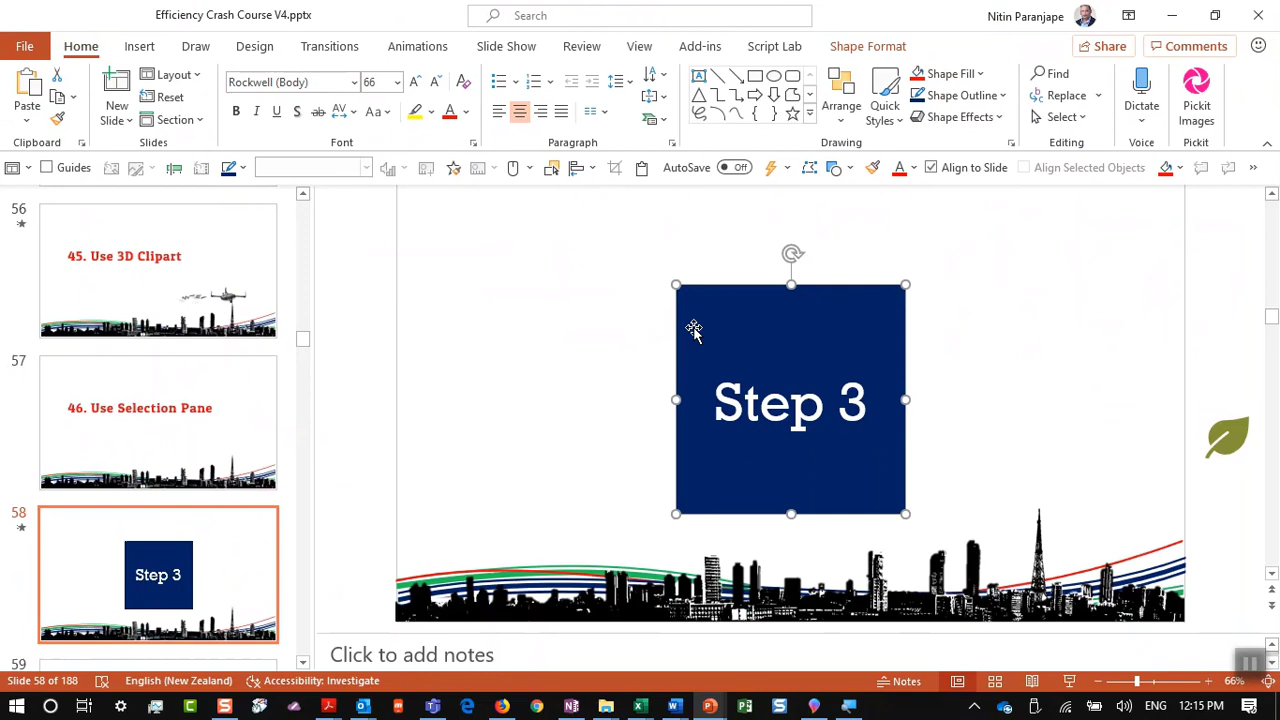 Efficiency Crash Course V4.pptx
Search
Nitin Paranjape
File Home Insert Draw Design Transitions Animations Slide Show Review View Add-ins Script Lab Shape Format
Share Comments
Paste
Clipboard
New Slide
Layout
Reset
Section
Slides
Rockwell (Body) 66
B I U S AV Aa A
Font
Paragraph
Arrange
Quick Styles
Shape Fill
Shape Outline
Shape Effects
Drawing
Find
Replace
Select
Editing
Dictate
Voice
Pickit Images
Pickit
Guides
AutoSave Off
Align to Slide
Align Selected Objects
56
45. Use 3D Clipart
57
46. Use Selection Pane
58
Step 3
59
Step 3
Click to add notes
Slide 58 of 188 English (New Zealand) Accessibility: Investigate Notes 66%
ENG 12:15 PM